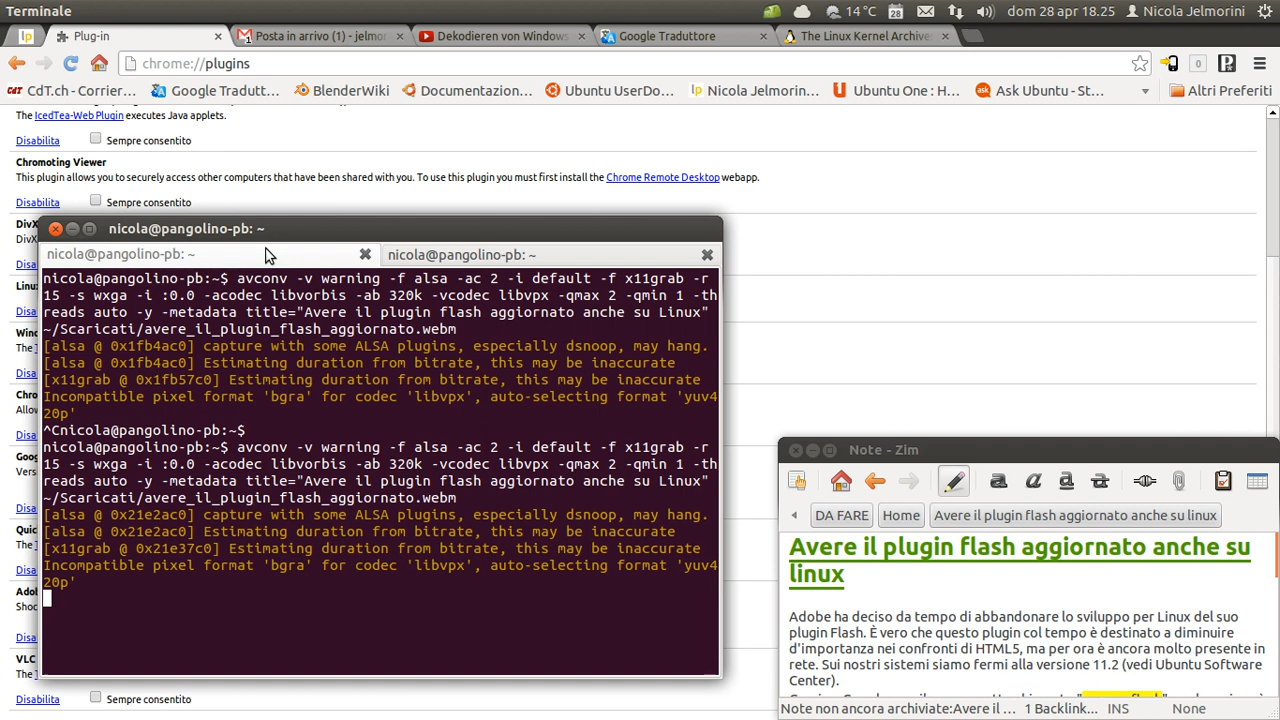 Terminale
14 °C
28
dom 28 apr 18.25
Nicola Jelmorini
lp
Plug-in
Posta in arrivo (1) - jelmor
Dekodieren von Windows
Google Traduttore
The Linux Kernel Archive
chrome://plugins
0
CdT CdT.ch - Corrier...
Google Tradutt...
BlenderWiki
Documentazion...
Ubuntu UserDo...
lp Nicola Jelmorin...
Ubuntu One : H...
Ask Ubuntu - St...
Altri Preferiti
The IcedTea-Web Plugin executes Java applets.
Disabilita Sempre consentito
Chromoting Viewer
This plugin allows you to securely access other computers that have been shared with you. To use this plugin you must first install the Chrome Remote Desktop webapp.
Disabilita Sempre consentito
DivX
Disabilita Sempre consentito
VLC
nicola@pangolino-pb: ~
nicola@pangolino-pb: ~
nicola@pangolino-pb: ~
nicola@pangolino-pb:~$ avconv -v warning -f alsa -ac 2 -i default -f x11grab -r
15 -s wxga -i :0.0 -acodec libvorbis -ab 320k -vcodec libvpx -qmax 2 -qmin 1 -th
reads auto -y -metadata title="Avere il plugin flash aggiornato anche su Linux"
~/Scaricati/avere_il_plugin_flash_aggiornato.webm
[alsa @ 0x1fb4ac0] capture with some ALSA plugins, especially dsnoop, may hang.
[alsa @ 0x1fb4ac0] Estimating duration from bitrate, this may be inaccurate
[x11grab @ 0x1fb57c0] Estimating duration from bitrate, this may be inaccurate
Incompatible pixel format 'bgra' for codec 'libvpx', auto-selecting format 'yuv4
20p'
^Cnicola@pangolino-pb:~$
nicola@pangolino-pb:~$ avconv -v warning -f alsa -ac 2 -i default -f x11grab -r
15 -s wxga -i :0.0 -acodec libvorbis -ab 320k -vcodec libvpx -qmax 2 -qmin 1 -th
reads auto -y -metadata title="Avere il plugin flash aggiornato anche su Linux"
~/Scaricati/avere_il_plugin_flash_aggiornato.webm
[alsa @ 0x21e2ac0] capture with some ALSA plugins, especially dsnoop, may hang.
[alsa @ 0x21e2ac0] Estimating duration from bitrate, this may be inaccurate
[x11grab @ 0x21e37c0] Estimating duration from bitrate, this may be inaccurate
Incompatible pixel format 'bgra' for codec 'libvpx', auto-selecting format 'yuv4
20p'
Note - Zim
DA FARE
Home
Avere il plugin flash aggiornato anche su linux
Avere il plugin flash aggiornato anche su
linux
Adobe ha deciso da tempo di abbandonare lo sviluppo per Linux del suo
plugin Flash. È vero che questo plugin col tempo è destinato a diminuire
d'importanza nei confronti di HTML5, ma per ora è ancora molto presente in
rete. Sui nostri sistemi siamo fermi alla versione 11.2 (vedi Ubuntu Software
Center).
Note non archiviate:Avere il ...
1 Backlink...
INS
None